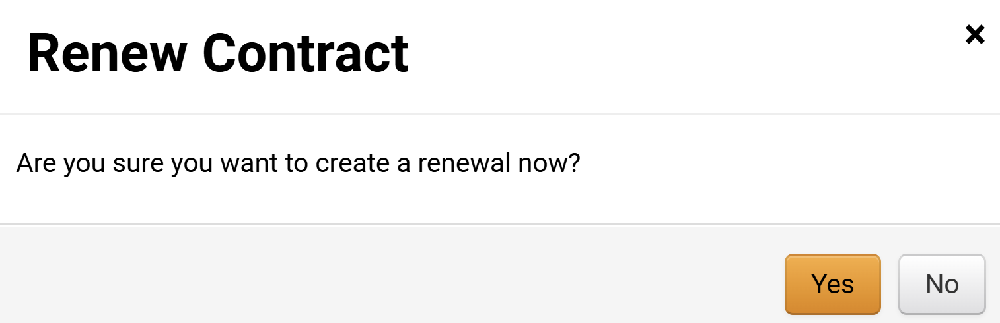 Renew Contract
×
Are you sure you want to create a renewal now?
Yes No